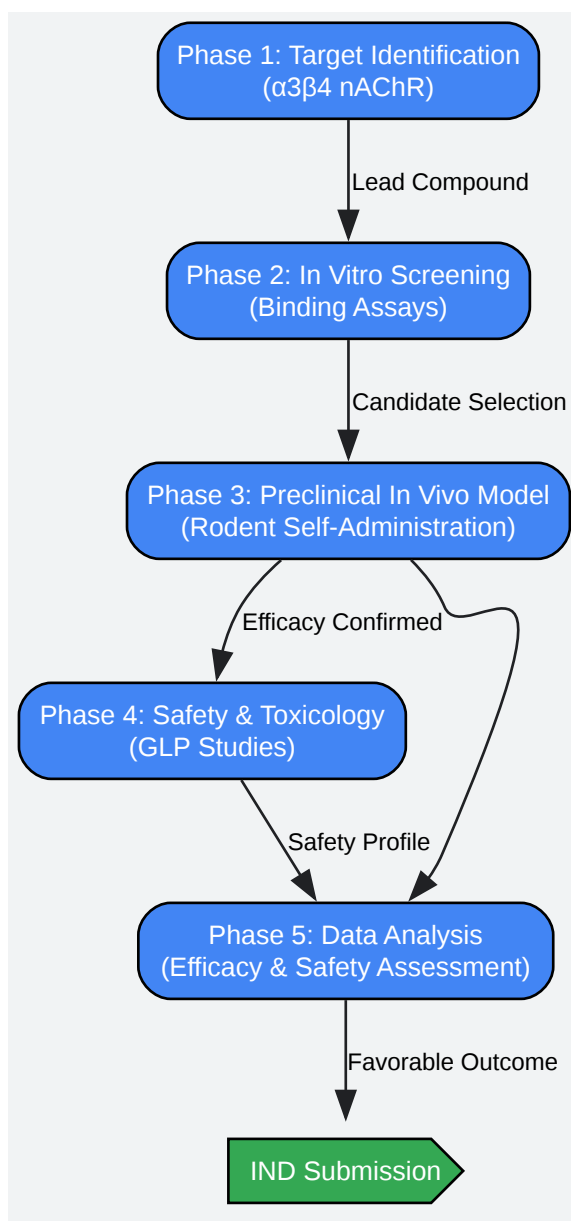 Phase 1: Target Identification
(α3β4 nAChR)
Lead Compound
Phase 2: In Vitro Screening
(Binding Assays)
Candidate Selection
Phase 3: Preclinical In Vivo Model
(Rodent Self-Administration)
Efficacy Confirmed
Phase 4: Safety & Toxicology
(GLP Studies)
Safety Profile
Phase 5: Data Analysis
(Efficacy & Safety Assessment)
Favorable Outcome
IND Submission